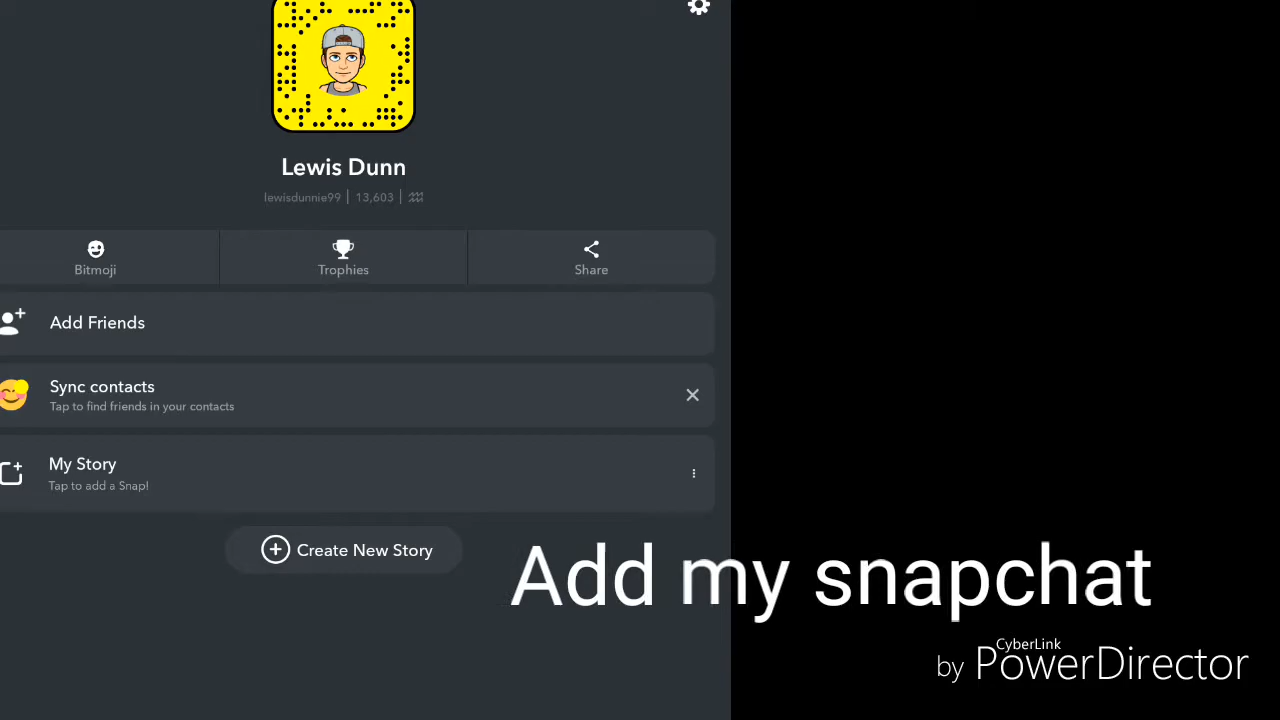 Lewis Dunn
lewisdunnie99 | 13,603 |
Bitmoji
Trophies
Share
Add Friends
Sync contacts
Tap to find friends in your contacts
My Story
Tap to add a Snap!
Create New Story
Add my snapchat
CyberLink
by PowerDirector